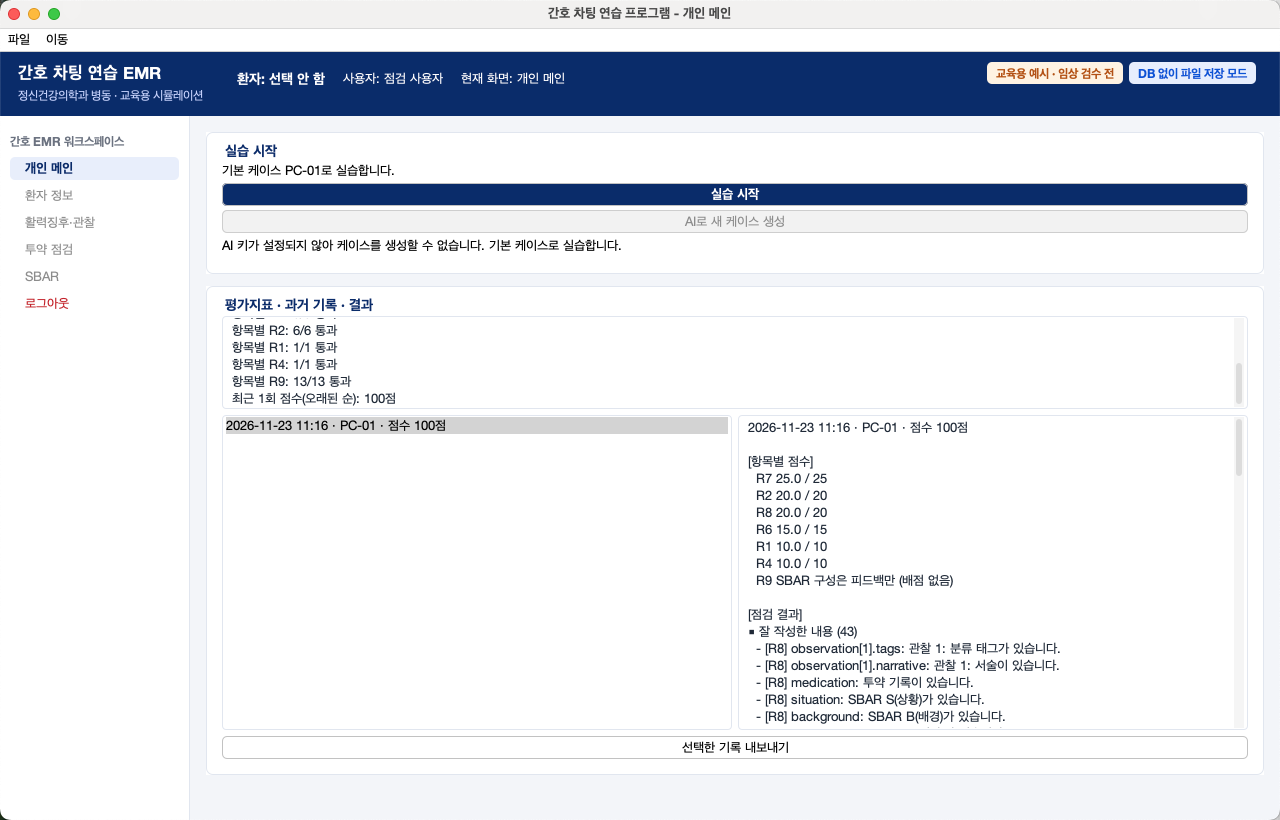 간호 차팅 연습 프로그램 - 개인 메인
파일 이동
간호 차팅 연습 EMR
정신건강의학과 병동 · 교육용 시뮬레이션
환자: 선택 안 함 사용자: 점검 사용자 현재 화면: 개인 메인
교육용 예시 · 임상 검수 전
DB 없이 파일 저장 모드
간호 EMR 워크스페이스
개인 메인
환자 정보
활력징후·관찰
투약 점검
SBAR
로그아웃
실습 시작
기본 케이스 PC-01로 실습합니다.
실습 시작
AI로 새 케이스 생성
AI 키가 설정되지 않아 케이스를 생성할 수 없습니다. 기본 케이스로 실습합니다.
평가지표 · 과거 기록 · 결과
항목별 R2: 6/6 통과
항목별 R1: 1/1 통과
항목별 R4: 1/1 통과
항목별 R9: 13/13 통과
최근 1회 점수(오래된 순): 100점
2026-11-23 11:16 · PC-01 · 점수 100점
2026-11-23 11:16 · PC-01 · 점수 100점
[항목별 점수]
R7 25.0 / 25
R2 20.0 / 20
R8 20.0 / 20
R6 15.0 / 15
R1 10.0 / 10
R4 10.0 / 10
R9 SBAR 구성은 피드백만 (배점 없음)
[점검 결과]
▪ 잘 작성한 내용 (43)
- [R8] observation[1].tags: 관찰 1: 분류 태그가 있습니다.
- [R8] observation[1].narrative: 관찰 1: 서술이 있습니다.
- [R8] medication: 투약 기록이 있습니다.
- [R8] situation: SBAR S(상황)가 있습니다.
- [R8] background: SBAR B(배경)가 있습니다.
선택한 기록 내보내기